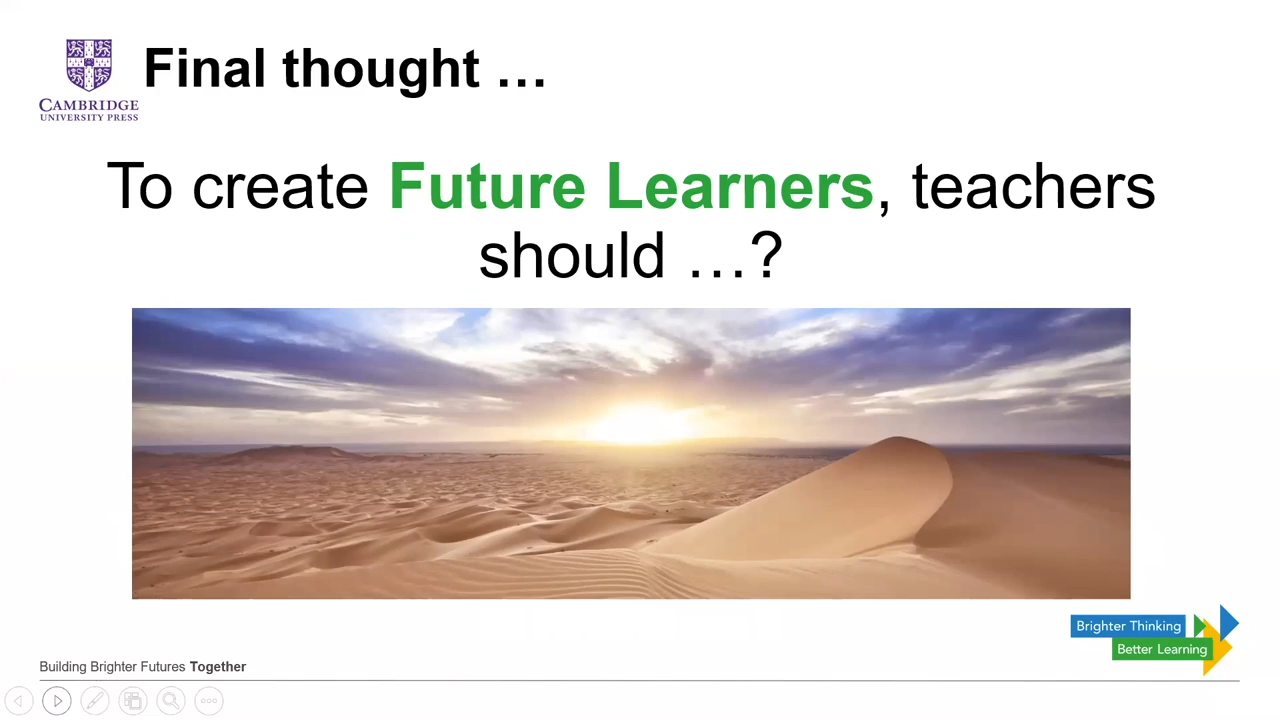 Final thought …
CAMBRIDGE
UNIVERSITY PRESS
To create Future Learners, teachers
should …?
Brighter Thinking
Better Learning
Building Brighter Futures Together